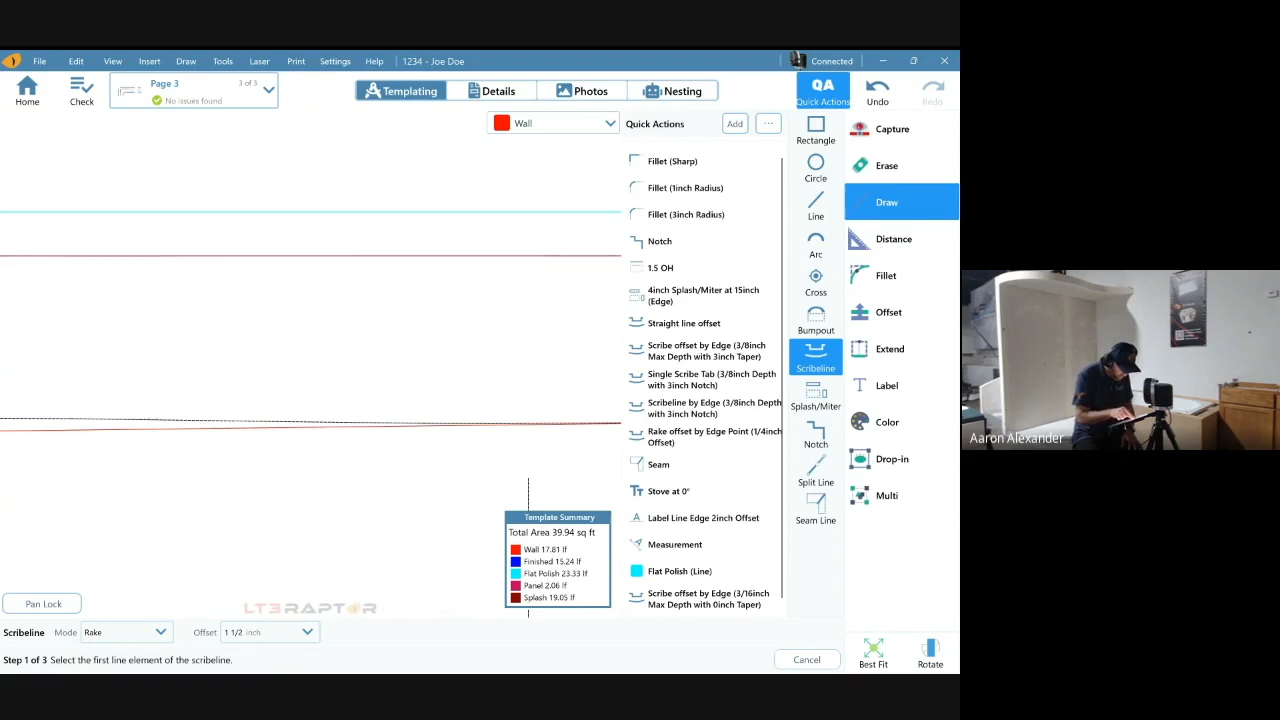 File Edit View Insert Draw Tools Laser Print Settings Help 1234 - Joe Doe
Connected
Home
Check
Page 3
3 of 3
No issues found
Templating
Details
Photos
Nesting
QA
Quick Actions
Undo
Redo
Wall
Quick Actions
Add
...
Fillet (Sharp)
Fillet (1inch Radius)
Fillet (3inch Radius)
Notch
1.5 OH
4inch Splash/Miter at 15inch
(Edge)
Straight line offset
Scribe offset by Edge (3/8inch
Max Depth with 3inch Taper)
Single Scribe Tab (3/8inch Depth
with 3inch Notch)
Scribeline by Edge (3/8inch Depth
with 3inch Notch)
Rake offset by Edge Point (1/4inch
Offset)
Seam
Stove at 0°
Label Line Edge 2inch Offset
Measurement
Flat Polish (Line)
Scribe offset by Edge (3/16inch
Max Depth with 0inch Taper)
Rectangle
Circle
Line
Arc
Cross
Bumpout
Scribeline
Splash/Miter
Notch
Split Line
Seam Line
Capture
Erase
Draw
Distance
Fillet
Offset
Extend
Label
Color
Drop-in
Multi
Best Fit
Rotate
Template Summary
Total Area 39.94 sq ft
Wall 17.81 lf
Finished 15.24 lf
Flat Polish 23.33 lf
Panel 2.06 lf
Splash 19.05 lf
Pan Lock
LT3RAPTOR
Scribeline Mode Rake Offset 1 1/2 inch
Step 1 of 3 Select the first line element of the scribeline.
Cancel
Aaron Alexander